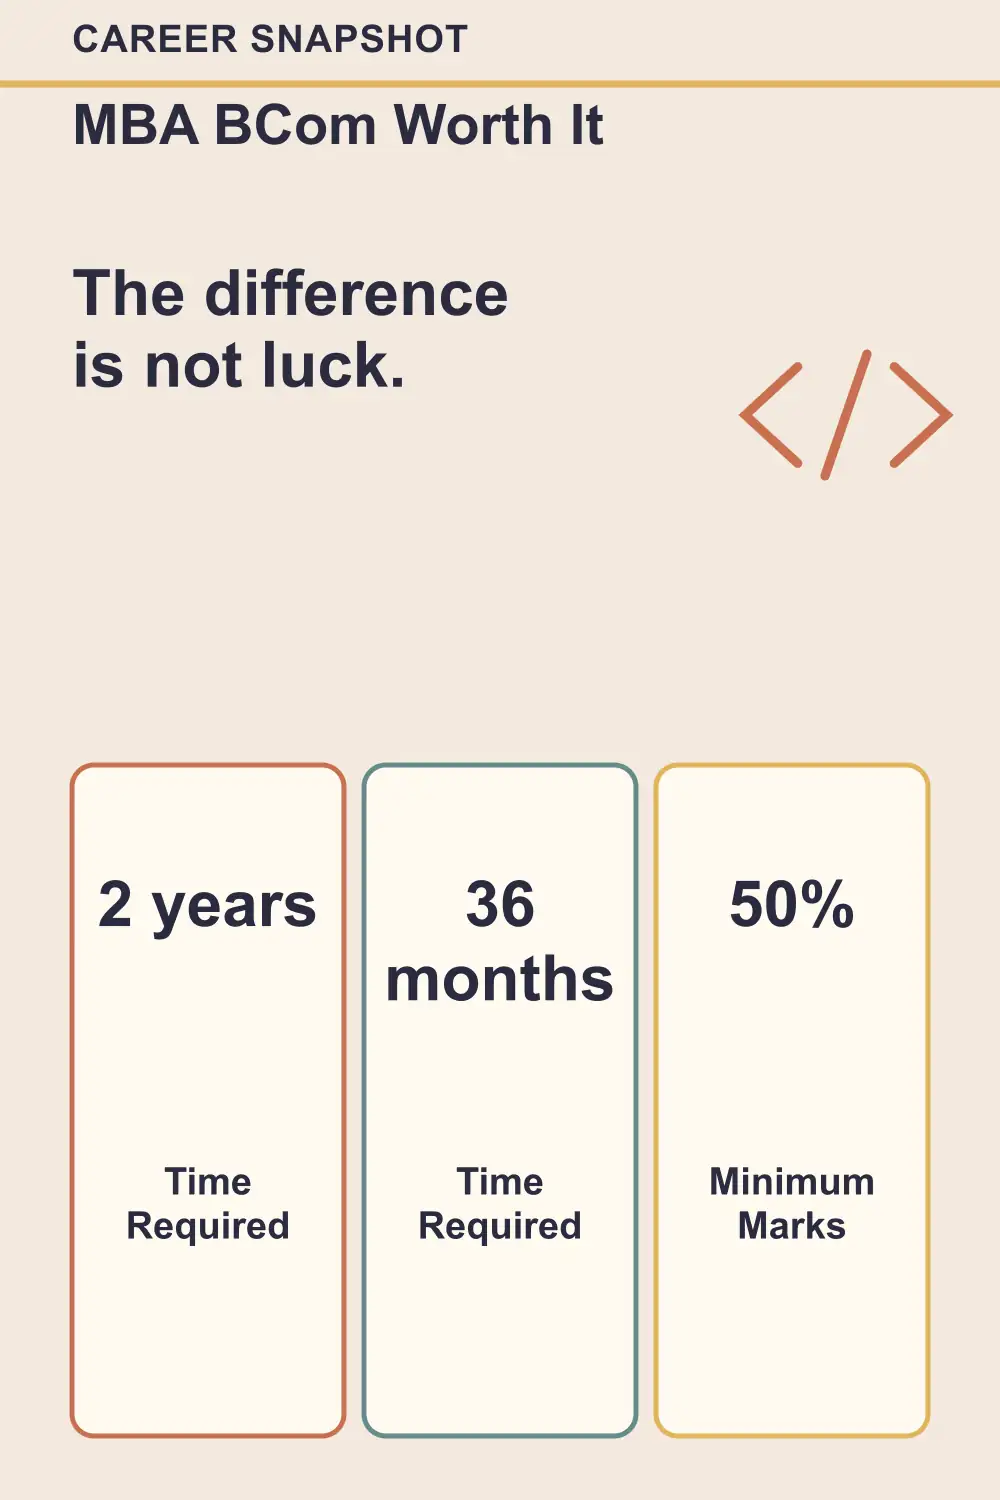 CAREER SNAPSHOT
MBA BCom Worth It
The difference
is not luck.
</>
2 years
Time
Required
36
months
Time
Required
50%
Minimum
Marks